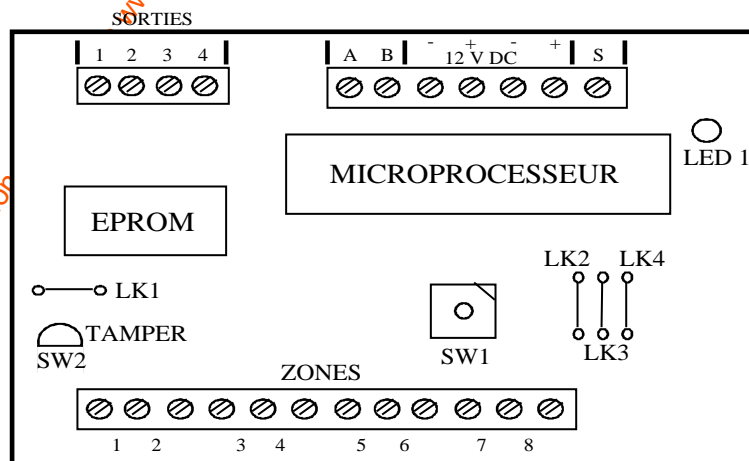 SORTIES
1 2 3 4
A B - + - + S
12 V DC
LED 1
MICROPROCESSEUR
EPROM
LK2 LK4
LK1
TAMPER
SW2
SW1
LK3
ZONES
1 2 3 4 5 6 7 8